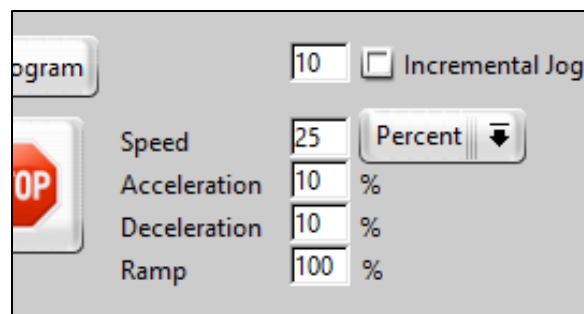 ogram
10 Incremental Jog
Speed 25 Percent
OP
Acceleration 10 %
Deceleration 10 %
Ramp 100 %